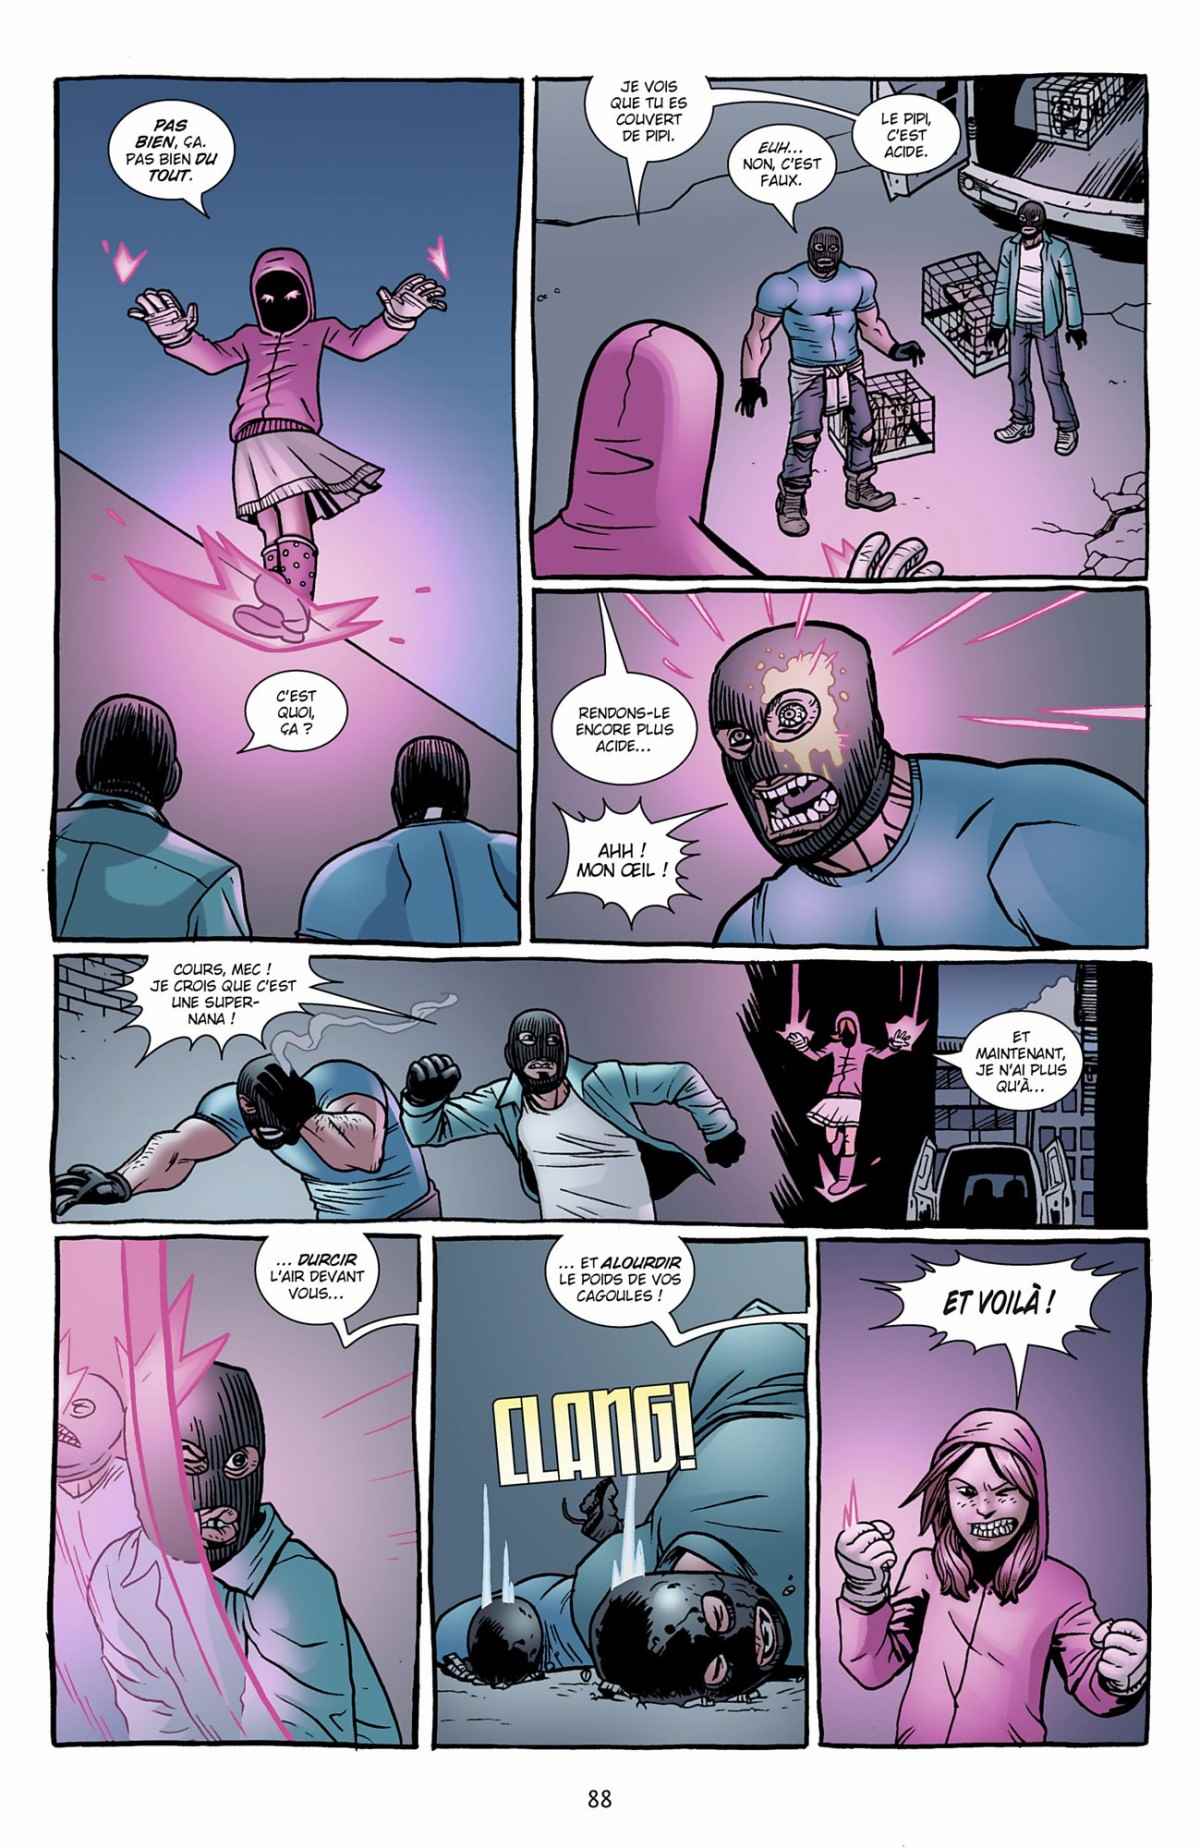 PAS
BIEN, ÇA.
PAS BIEN DU
TOUT.
C'EST
QUOI,
ÇA ?
JE VOIS
QUE TU ES
COUVERT
DE PIPI.
EUH...
NON, C'EST
FAUX.
LE PIPI,
C'EST
ACIDE.
RENDONS-LE
ENCORE PLUS
ACIDE...
AHH !
MON ŒIL !
COURS, MEC !
JE CROIS QUE C'EST
UNE SUPER-
NANA !
ET
MAINTENANT,
JE N'AI PLUS
QU'À...
... DURCIR
L'AIR DEVANT
VOUS...
... ET ALOURDIR
LE POIDS DE VOS
CAGOULES !
CLANG!
ET VOILÀ !
88